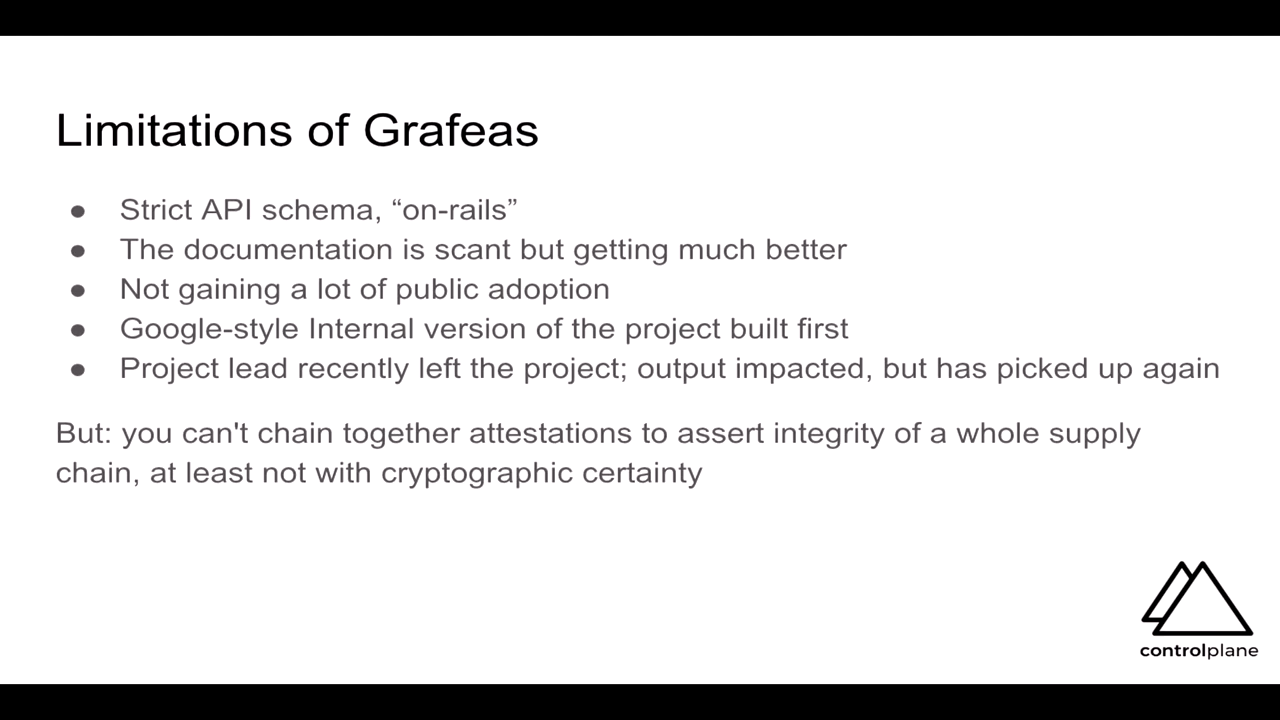 Limitations of Grafeas
● Strict API schema, “on-rails”
● The documentation is scant but getting much better
● Not gaining a lot of public adoption
● Google-style Internal version of the project built first
● Project lead recently left the project; output impacted, but has picked up again
But: you can't chain together attestations to assert integrity of a whole supply
chain, at least not with cryptographic certainty
controlplane